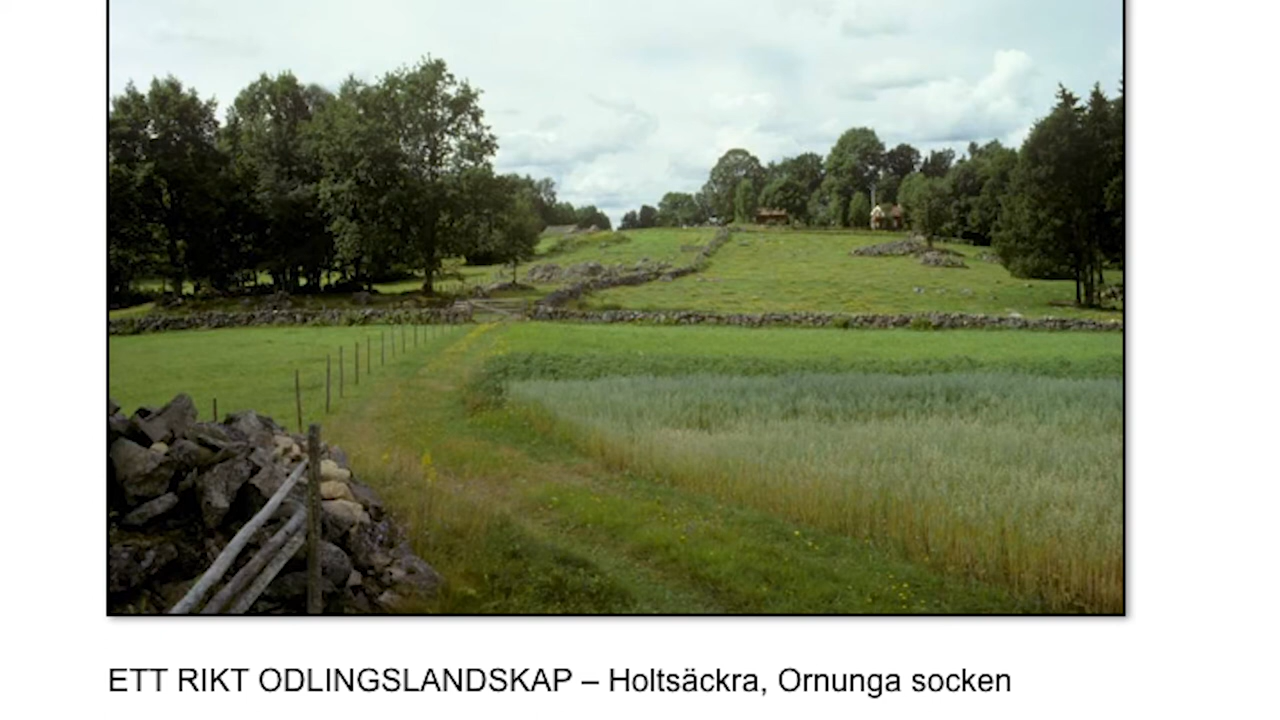 ETT RIKT ODLINGSLANDSKAP – Holtsäckra, Ornunga socken